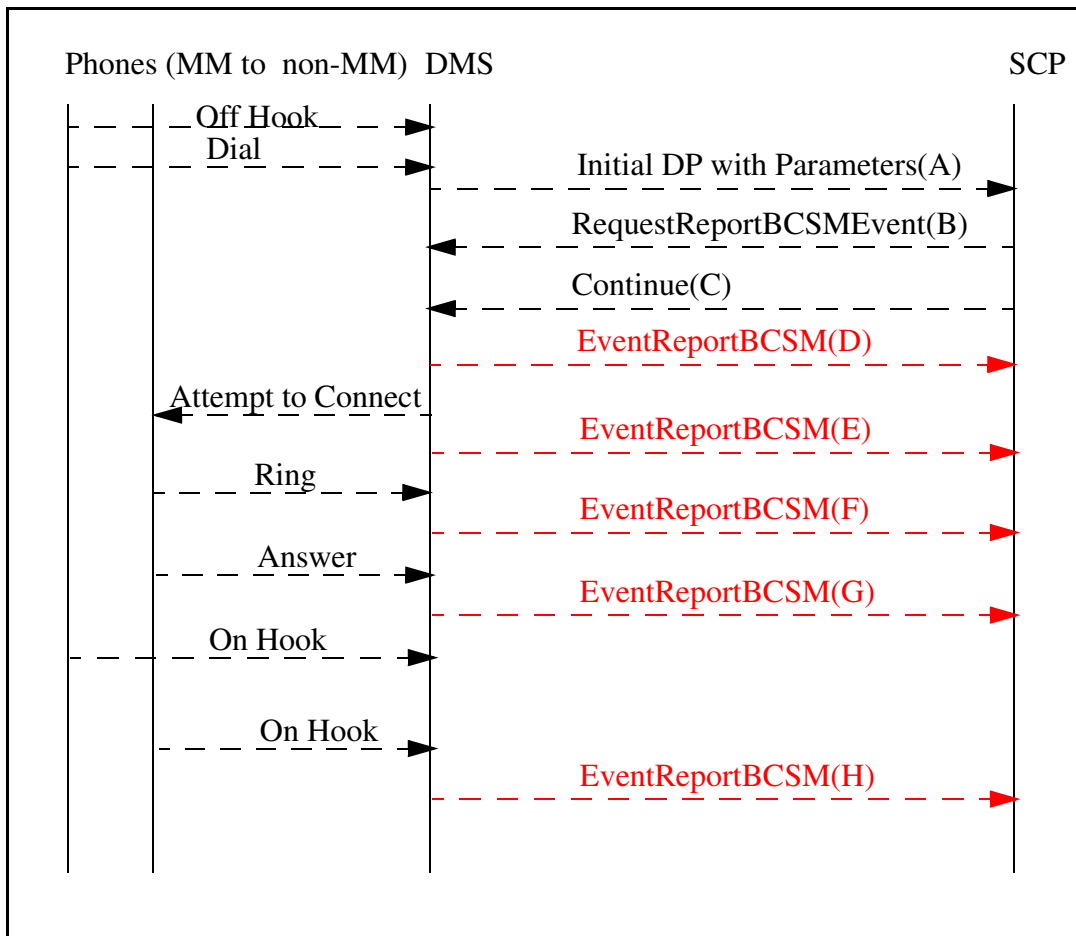 Phones (MM to non-MM) DMS SCP
Off Hook
Dial
Initial DP with Parameters(A)
RequestReportBCSMEvent(B)
Continue(C)
EventReportBCSM(D)
Attempt to Connect
EventReportBCSM(E)
Ring
EventReportBCSM(F)
Answer
EventReportBCSM(G)
On Hook
On Hook
EventReportBCSM(H)